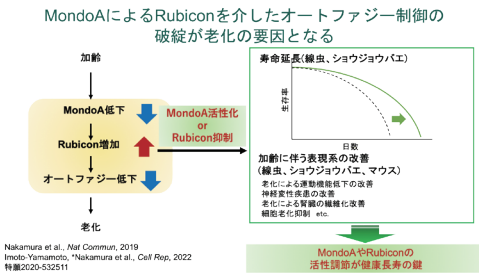 MondoAによるRubiconを介したオートファジー制御の
破綻が老化の要因となる
加齢
MondoA低下
Rubicon増加
オートファジー低下
老化
MondoA活性化
or
Rubicon抑制
寿命延長(線虫、ショウジョウバエ)
生存率
日数
加齢に伴う表現系の改善
(線虫、ショウジョウバエ、マウス)
老化による運動機能低下の改善
神経変性疾患の改善
老化による腎臓の線維化改善
細胞老化抑制 etc.
MondoAやRubiconの
活性調節が健康長寿の鍵
Nakamura et al., Nat Commun, 2019
Imoto-Yamamoto, *Nakamura et al., Cell Rep, 2022
特願2020-532511